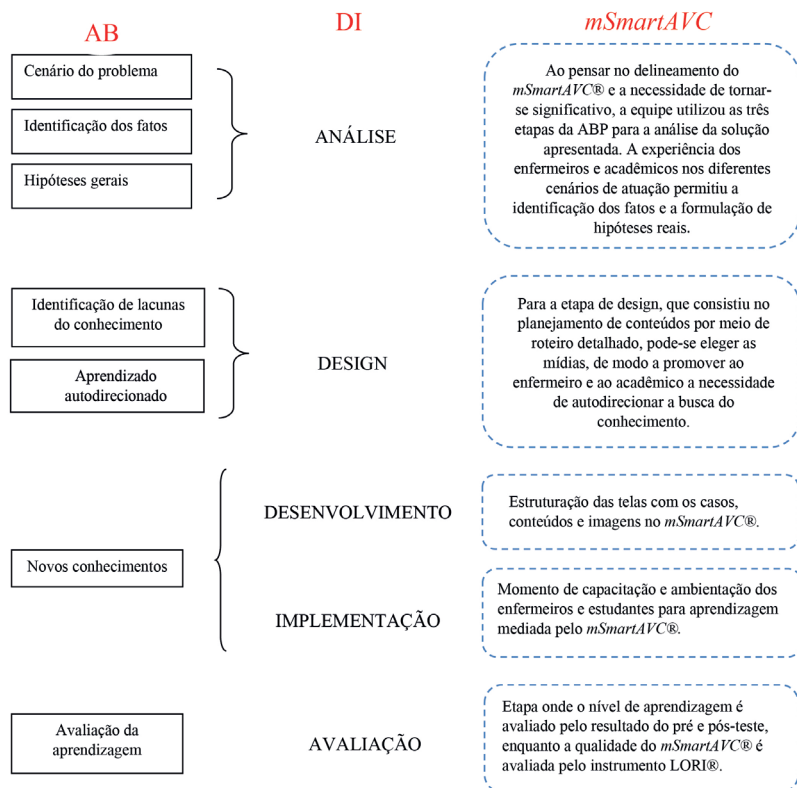 AB
DI
mSmartAVC
Cenário do problema
Identificação dos fatos
Hipóteses gerais
ANÁLISE
Ao pensar no delineamento do
mSmartAVC® e a necessidade de tornar-
se significativo, a equipe utilizou as três
etapas da ABP para a análise da solução
apresentada. A experiência dos
enfermeiros e acadêmicos nos diferentes
cenários de atuação permitiu a
identificação dos fatos e a formulação de
hipóteses reais.
Identificação de lacunas
do conhecimento
Aprendizado
autodirecionado
DESIGN
Para a etapa de design, que consistiu no
planejamento de conteúdos por meio de
roteiro detalhado, pode-se eleger as
mídias, de modo a promover ao
enfermeiro e ao acadêmico a necessidade
de autodirecionar a busca do
conhecimento.
Novos conhecimentos
DESENVOLVIMENTO
Estruturação das telas com os casos,
conteúdos e imagens no mSmartAVC®.
IMPLEMENTAÇÃO
Momento de capacitação e ambientação dos
enfermeiros e estudantes para aprendizagem
mediada pelo mSmartAVC®.
Avaliação da
aprendizagem
AVALIAÇÃO
Etapa onde o nível de aprendizagem é
avaliado pelo resultado do pré e pós-teste,
enquanto a qualidade do mSmartAVC® é
avaliada pelo instrumento LORI®.